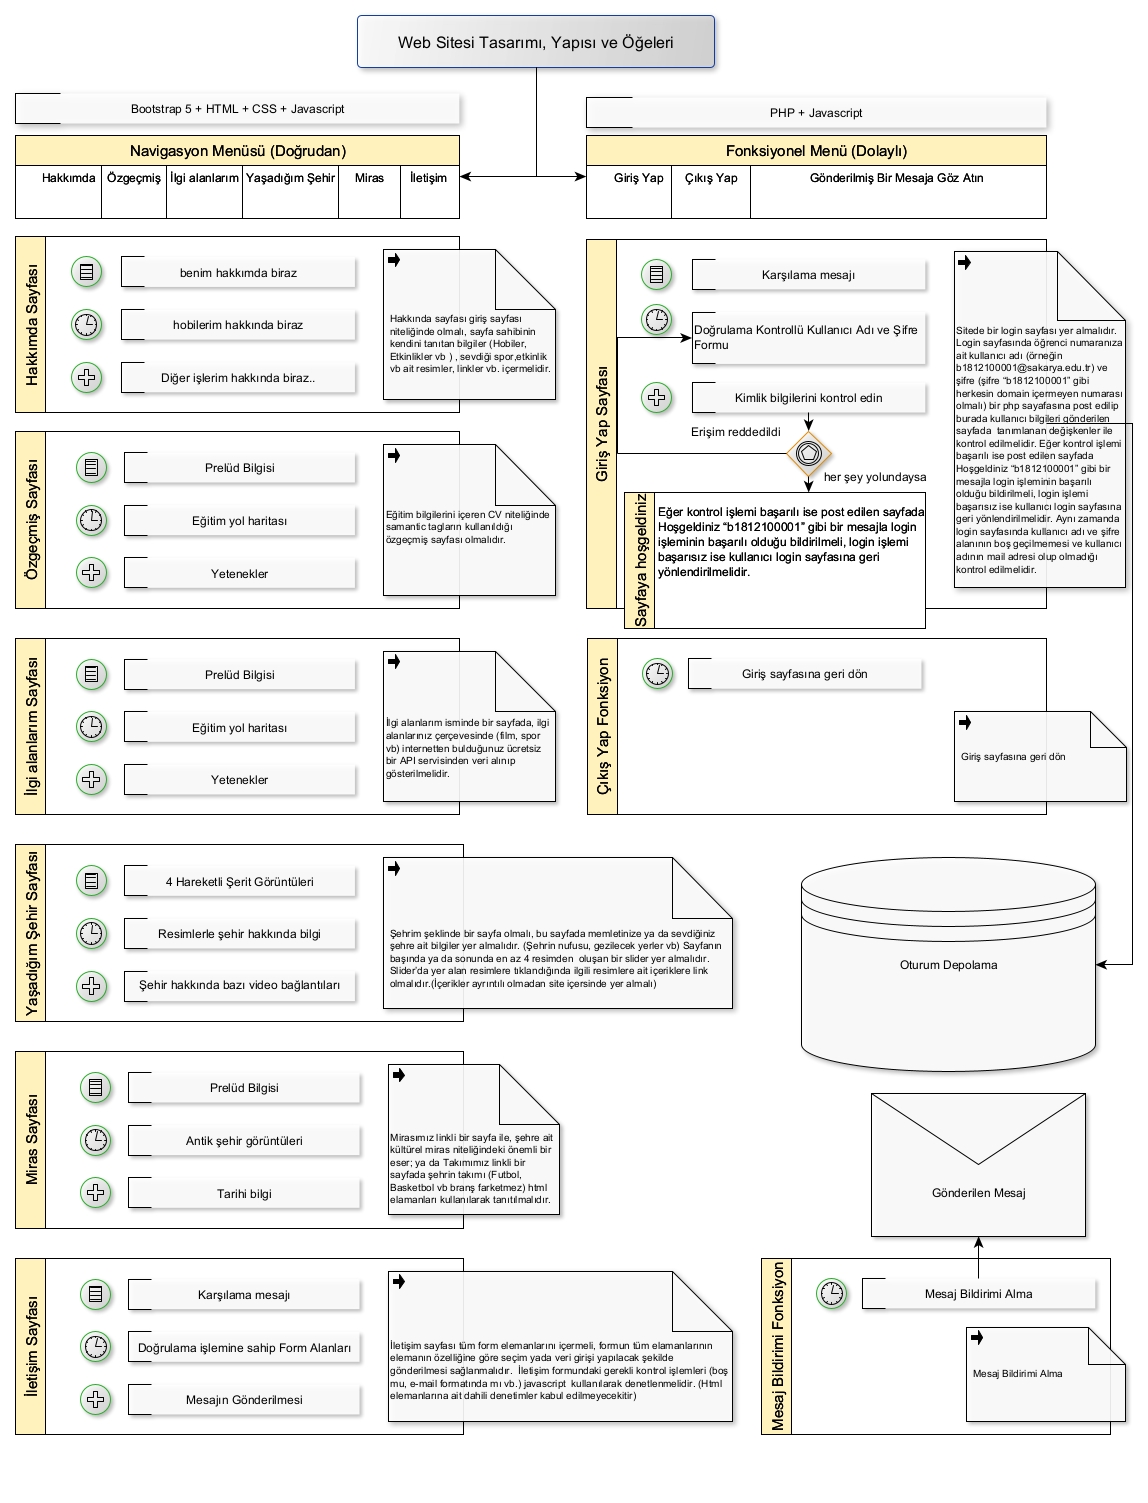 Web Sitesi Tasarımı, Yapısı ve Öğeleri
Bootstrap 5 + HTML + CSS + Javascript
Navigasyon Menüsü (Doğrudan)
Hakkımda
Özgeçmiş
İlgi alanlarım
Yaşadığım Şehir
Miras
İletişim
PHP + Javascript
Fonksiyonel Menü (Dolaylı)
Giriş Yap
Çıkış Yap
Gönderilmiş Bir Mesaja Göz Atın
Hakkımda Sayfası
benim hakkımda biraz
hobilerim hakkında biraz
Diğer işlerim hakkında biraz..
Hakkında sayfası giriş sayfası
niteliğinde olmalı, sayfa sahibinin
kendini tanıtan bilgiler (Hobiler,
Etkinlikler vb ) , sevdiği spor,etkinlik
vb ait resimler, linkler vb. içermelidir.
Özgeçmiş Sayfası
Prelüd Bilgisi
Eğitim yol haritası
Yetenekler
Eğitim bilgilerini içeren CV niteliğinde
samantic tagların kullanıldığı
özgeçmiş sayfası olmalıdır.
İlgi alanlarım Sayfası
Prelüd Bilgisi
Eğitim yol haritası
Yetenekler
İlgi alanlarım isminde bir sayfada, ilgi
alanlarınız çerçevesinde (film, spor
vb) internetten bulduğunuz ücretsiz
bir API servisinden veri alınıp
gösterilmelidir.
Yaşadığım Şehir Sayfası
4 Hareketli Şerit Görüntüleri
Resimlerle şehir hakkında bilgi
Şehir hakkında bazı video bağlantıları
Şehrim şeklinde bir sayfa olmalı, bu sayfada memletinize ya da sevdiğiniz
şehre ait bilgiler yer almalıdır. (Şehrin nufusu, gezilecek yerler vb) Sayfanın
başında ya da sonunda en az 4 resimden  oluşan bir slider yer almalıdır.
Slider'da yer alan resimlere tıklandığında ilgili resimlere ait içeriklere link
olmalıdır.(İçerikler ayrıntılı olmadan site içersinde yer almalı)
Miras Sayfası
Prelüd Bilgisi
Antik şehir görüntüleri
Tarihi bilgi
Mirasımız linkli bir sayfa ile, şehre ait
kültürel miras niteliğindeki önemli bir
eser; ya da Takımımız linkli bir
sayfada şehrin takımı (Futbol,
Basketbol vb branş farketmez) html
elamanları kullanılarak tanıtılmalıdır.
İletişim Sayfası
Karşılama mesajı
Doğrulama işlemine sahip Form Alanları
Mesajın Gönderilmesi
İletişim sayfası tüm form elemanlarını içermeli, formun tüm elamanlarının
elemanın özelliğine göre seçim yada veri girişi yapılacak şekilde
gönderilmesi sağlanmalıdır.  İletişim formundaki gerekli kontrol işlemleri (boş
mu, e-mail formatında mı vb.) javascript  kullanılarak denetlenmelidir. (Html
elemanlarına ait dahili denetimler kabul edilmeyecekitir)
Giriş Yap Sayfası
Karşılama mesajı
Doğrulama Kontrollü Kullanıcı Adı ve Şifre
Formu
Kimlik bilgilerini kontrol edin
Erişim reddedildi
her şey yolundaysa
Sayfaya hoşgeldiniz
Eğer kontrol işlemi başarılı ise post edilen sayfada
Hoşgeldiniz “b1812100001” gibi bir mesajla login
işleminin başarılı olduğu bildirilmeli, login işlemi
başarısız ise kullanıcı login sayfasına geri
yönlendirilmelidir.
Sitede bir login sayfası yer almalıdır.
Login sayfasında öğrenci numaranıza
ait kullanıcı adı (örneğin
b1812100001@sakarya.edu.tr) ve
şifre (şifre “b1812100001” gibi
herkesin domain içermeyen numarası
olmalı) bir php sayafasına post edilip
burada kullanıcı bilgileri gönderilen
sayfada  tanımlanan değişkenler ile
kontrol edilmelidir. Eğer kontrol işlemi
başarılı ise post edilen sayfada
Hoşgeldiniz “b1812100001” gibi bir
mesajla login işleminin başarılı
olduğu bildirilmeli, login işlemi
başarısız ise kullanıcı login sayfasına
geri yönlendirilmelidir. Aynı zamanda
login sayfasında kullanıcı adı ve şifre
alanının boş geçilmemesi ve kullanıcı
adının mail adresi olup olmadığı
kontrol edilmelidir.
Çıkış Yap Fonksiyon
Giriş sayfasına geri dön
Giriş sayfasına geri dön
Oturum Depolama
Gönderilen Mesaj
Mesaj Bildirimi Fonksiyon
Mesaj Bildirimi Alma
Mesaj Bildirimi Alma